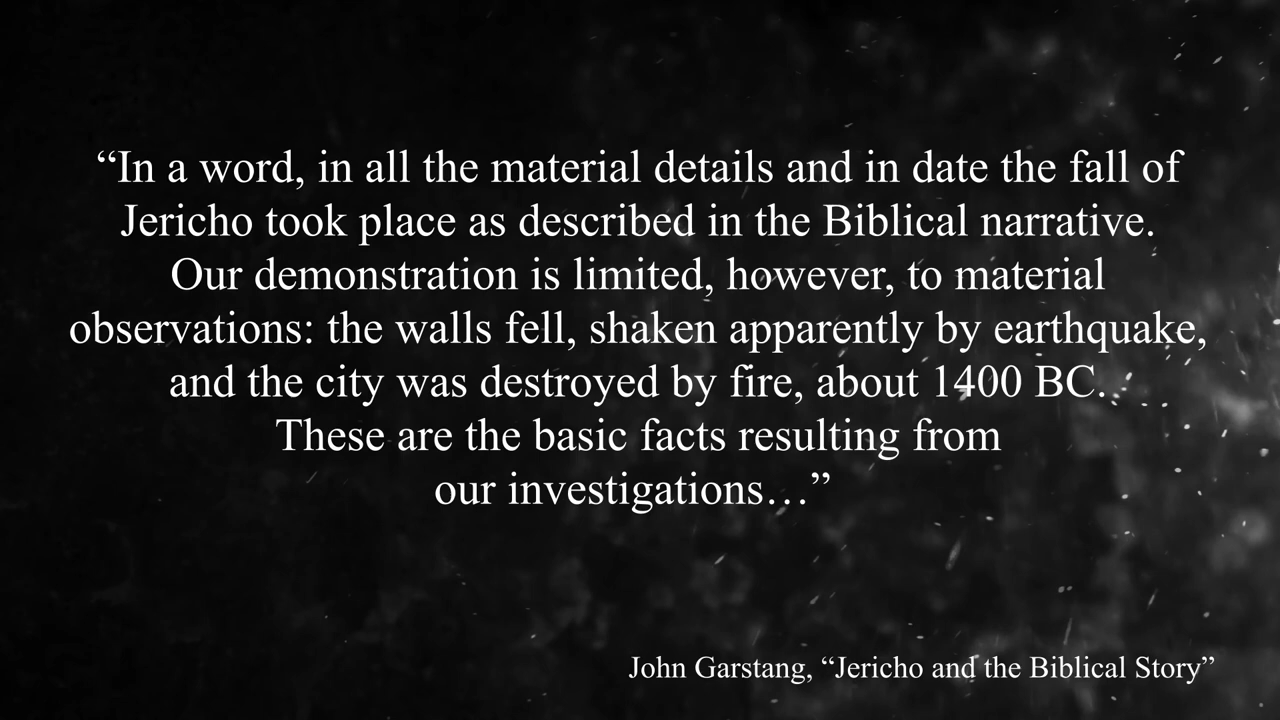 “In a word, in all the material details and in date the fall of
Jericho took place as described in the Biblical narrative.
Our demonstration is limited, however, to material
observations: the walls fell, shaken apparently by earthquake,
and the city was destroyed by fire, about 1400 BC.
These are the basic facts resulting from
our investigations…”
John Garstang, “Jericho and the Biblical Story”